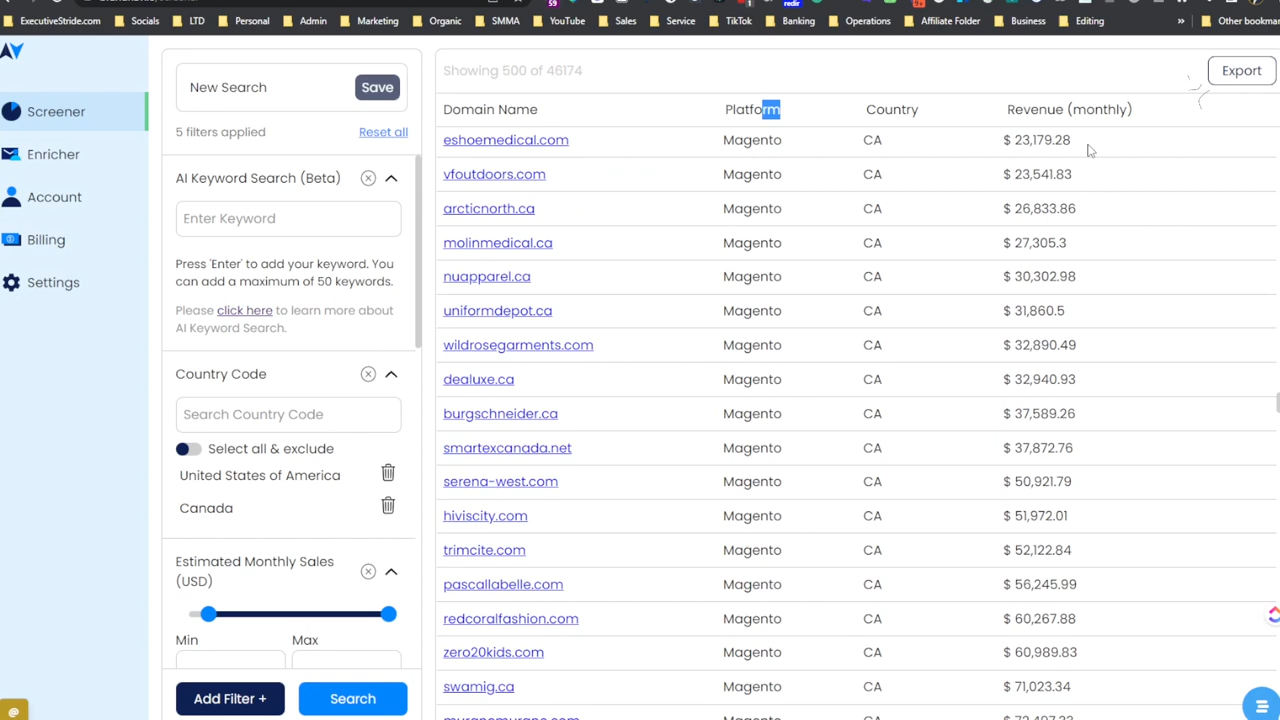 redir
ExecutiveStride.com
Socials
LTD
Personal
Admin
Marketing
Organic
SMMA
YouTube
Sales
Service
TikTok
Banking
Operations
Affiliate Folder
Business
Editing
»
Other bookmar
Screener
Enricher
Account
Billing
Settings
New Search
Save
5 filters applied
Reset all
AI Keyword Search (Beta)
Enter Keyword
Press 'Enter' to add your keyword. You
can add a maximum of 50 keywords.
Please click here to learn more about
AI Keyword Search.
Country Code
Search Country Code
Select all & exclude
United States of America
Canada
Estimated Monthly Sales
(USD)
Min Max
Add Filter +
Search
Showing 500 of 46174
Export
Domain Name Platform Country Revenue (monthly)
eshoemedical.com Magento CA $ 23,179.28
vfoutdoors.com Magento CA $ 23,541.83
arcticnorth.ca Magento CA $ 26,833.86
molinmedical.ca Magento CA $ 27,305.3
nuapparel.ca Magento CA $ 30,302.98
uniformdepot.ca Magento CA $ 31,860.5
wildrosegarments.com Magento CA $ 32,890.49
dealuxe.ca Magento CA $ 32,940.93
burgschneider.ca Magento CA $ 37,589.26
smartexcanada.net Magento CA $ 37,872.76
serena-west.com Magento CA $ 50,921.79
hiviscity.com Magento CA $ 51,972.01
trimcite.com Magento CA $ 52,122.84
pascallabelle.com Magento CA $ 56,245.99
redcoralfashion.com Magento CA $ 60,267.88
zero20kids.com Magento CA $ 60,989.83
swamig.ca Magento CA $ 71,023.34
Magento CA
@